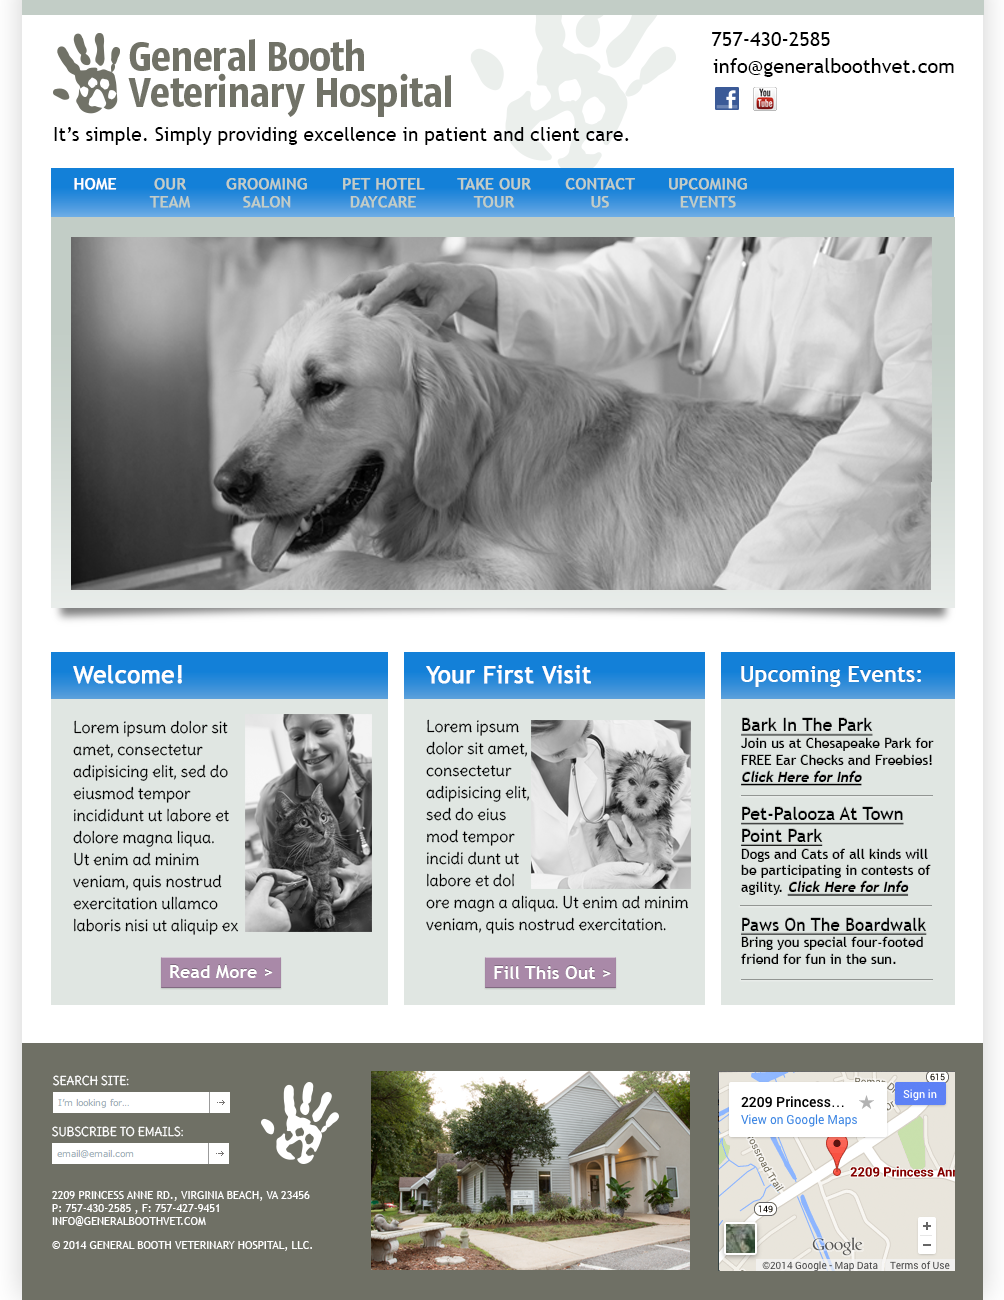 General Booth
Veterinary Hospital
It's simple. Simply providing excellence in patient and client care.
757-430-2585
info@generalboothvet.com
f
You
Tube
HOME
OUR
TEAM
GROOMING
SALON
PET HOTEL
DAYCARE
TAKE OUR
TOUR
CONTACT
US
UPCOMING
EVENTS
Welcome!
Lorem ipsum dolor sit
amet, consectetur
adipisicing elit, sed do
eiusmod tempor
incididunt ut labore et
dolore magna liqua.
Ut enim ad minim
veniam, quis nostrud
exercitation ullamco
laboris nisi ut aliquip ex
Read More >
Your First Visit
Lorem ipsum
dolor sit amet,
consectetur
adipisicing elit,
sed do eius
mod tempor
incidi dunt ut
labore et dol
ore magn a aliqua. Ut enim ad minim
veniam, quis nostrud exercitation.
Fill This Out >
Upcoming Events:
Bark In The Park
Join us at Chesapeake Park for
FREE Ear Checks and Freebies!
Click Here for Info
Pet-Palooza At Town
Point Park
Dogs and Cats of all kinds will
be participating in contests of
agility. Click Here for Info
Paws On The Boardwalk
Bring you special four-footed
friend for fun in the sun.
SEARCH SITE:
I'm looking for...
SUBSCRIBE TO EMAILS:
email@email.com
2209 PRINCESS ANNE RD., VIRGINIA BEACH, VA 23456
P: 757-430-2585 , F: 757-427-9451
INFO@GENERALBOOTHVET.COM
© 2014 GENERAL BOOTH VETERINARY HOSPITAL, LLC.
615
Sign in
2209 Princess...
View on Google Maps
2209 Princess Ann
149
+
−
Google
©2014 Google - Map Data Terms of Use